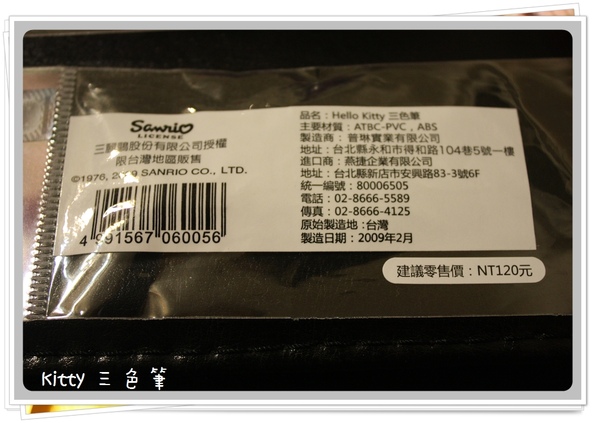 Sanrio
LICENSE
三麗鷗股份有限公司授權
限台灣地區販售
©1976, 2009 SANRIO CO., LTD.
4 991567 060056
品名：Hello Kitty 三色筆
主要材質：ATBC-PVC，ABS
製造商：普琳實業有限公司
地址：台北縣永和市得和路104巷5號一樓
進口商：燕捷企業有限公司
地址：台北縣新店市安興路83-3號6F
統一編號：80006505
電話：02-8666-5589
傳真：02-8666-4125
原始製造地：台灣
製造日期：2009年2月
建議零售價：NT120元
Kitty 三色筆